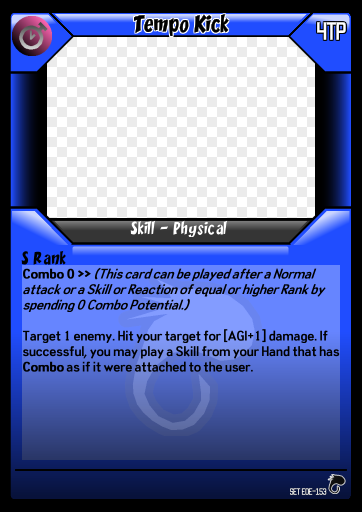 Tempo Kick
4TP
Skill - Physical
S Rank
Combo 0 >> (This card can be played after a Normal
attack or a Skill or Reaction of equal or higher Rank by
spending 0 Combo Potential.)
Target 1 enemy. Hit your target for [AGI+1] damage. If
successful, you may play a Skill from your Hand that has
Combo as if it were attached to the user.
SET EOE-153